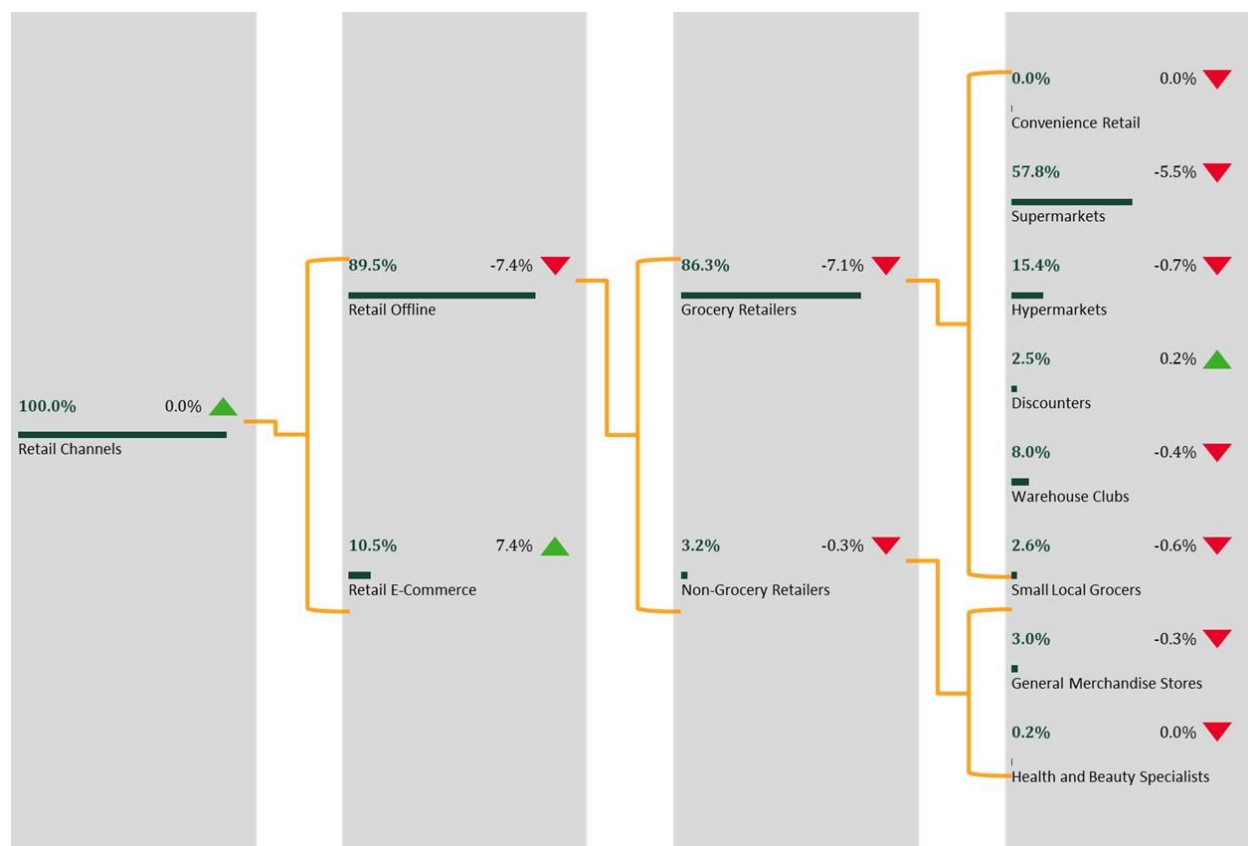 100.0% 0.0%
Retail Channels
89.5% -7.4%
Retail Offline
10.5% 7.4%
Retail E-Commerce
86.3% -7.1%
Grocery Retailers
3.2% -0.3%
Non-Grocery Retailers
0.0% 0.0%
Convenience Retail
57.8% -5.5%
Supermarkets
15.4% -0.7%
Hypermarkets
2.5% 0.2%
Discounters
8.0% -0.4%
Warehouse Clubs
2.6% -0.6%
Small Local Grocers
3.0% -0.3%
General Merchandise Stores
0.2% 0.0%
Health and Beauty Specialists